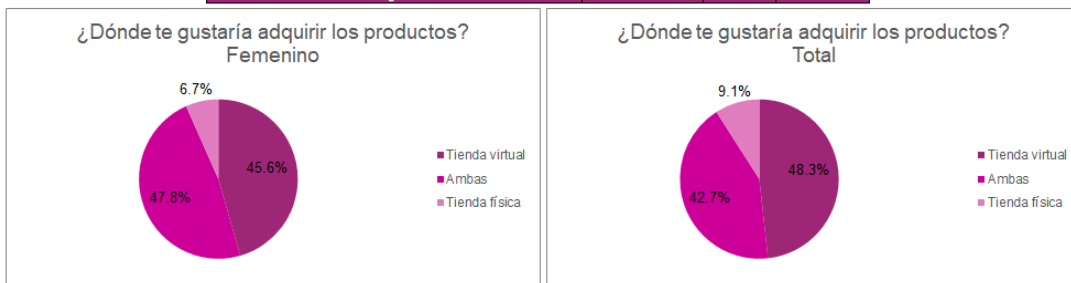 ¿Dónde te gustaría adquirir los productos?
Femenino
6.7%
45.6%
47.8%
Tienda virtual
Ambas
Tienda física
¿Dónde te gustaría adquirir los productos?
Total
9.1%
48.3%
42.7%
Tienda virtual
Ambas
Tienda física